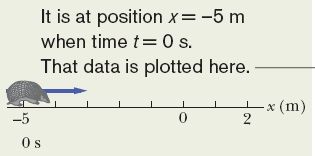 It is at position x = −5 m
when time t = 0 s.
That data is plotted here.
x (m)
−5 0 2
0 s